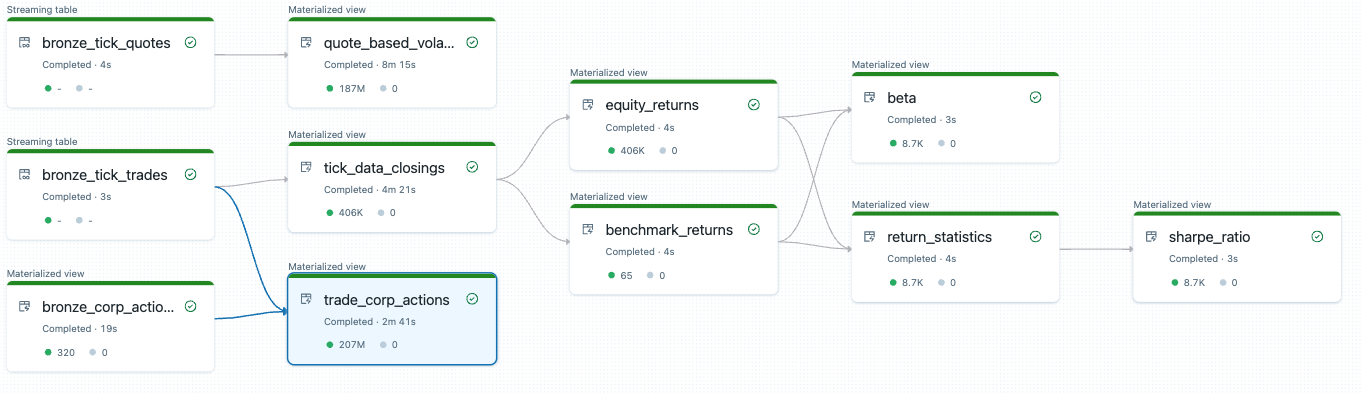 Streaming table
bronze_tick_quotes
Completed · 4s
- -
Materialized view
quote_based_vola...
Completed · 8m 15s
187M 0
Streaming table
bronze_tick_trades
Completed · 3s
- -
Materialized view
tick_data_closings
Completed · 4m 21s
406K 0
Materialized view
bronze_corp_actio...
Completed · 19s
320 0
Materialized view
trade_corp_actions
Completed · 2m 41s
207M 0
Materialized view
equity_returns
Completed · 4s
406K 0
Materialized view
benchmark_returns
Completed · 4s
65 0
Materialized view
beta
Completed · 3s
8.7K 0
Materialized view
return_statistics
Completed · 4s
8.7K 0
Materialized view
sharpe_ratio
Completed · 3s
8.7K 0